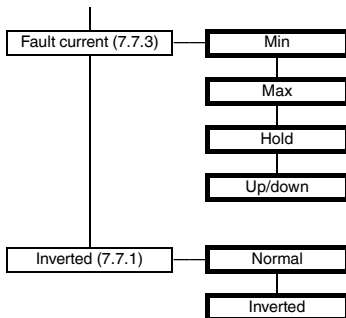 Fault current (7.7.3)
Min
Max
Hold
Up/down
Inverted (7.7.1)
Normal
Inverted